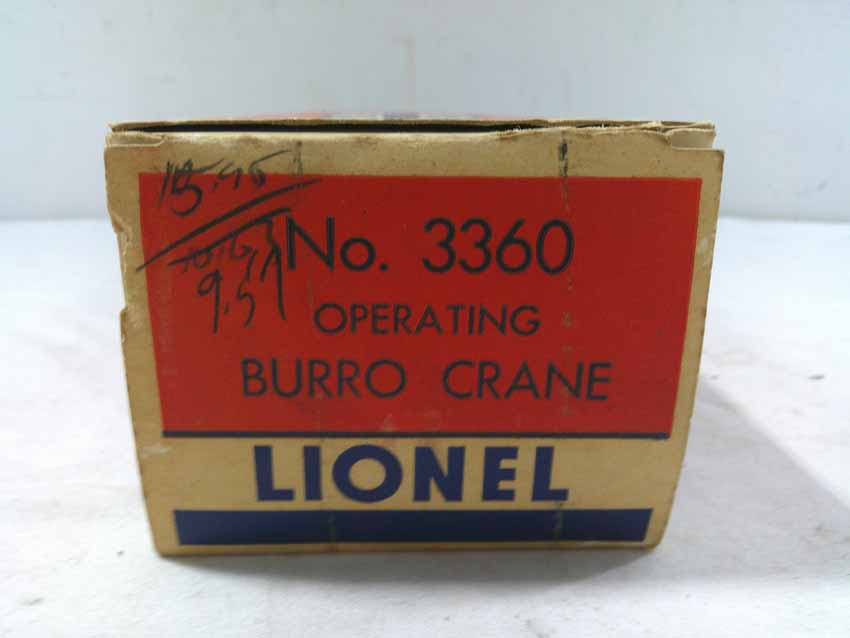 15.95
No. 3360
9.57
OPERATING
BURRO CRANE
LIONEL